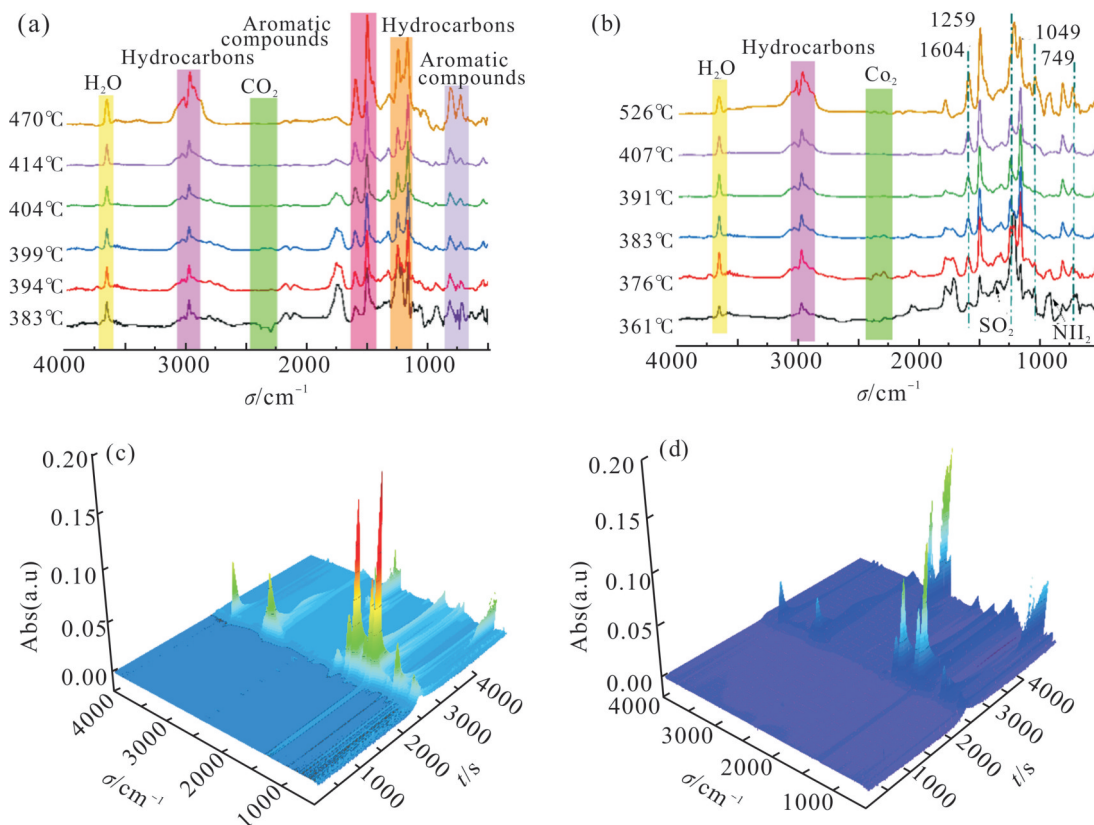 (a)
Aromatic
compounds
Hydrocarbons
Hydrocarbons
Aromatic
compounds
H₂O
CO₂
470℃
414℃
404℃
399℃
394℃
383℃
4000 3000 2000 1000
σ/cm⁻¹
(b)
1259
1049
1604
749
Hydrocarbons
H₂O
Co₂
526℃
407℃
391℃
383℃
376℃
361℃
SO₂
NII₂
4000 3000 2000 1000
σ/cm⁻¹
(c)
0.20
0.15
0.10
0.05
0.00
Abs(a.u)
4000 3000 2000 1000
σ/cm⁻¹
1000 2000 3000 4000
t/s
(d)
0.20
0.15
0.10
0.05
0.00
Abs(a.u)
4000 3000 2000 1000
σ/cm⁻¹
1000 2000 3000 4000
t/s